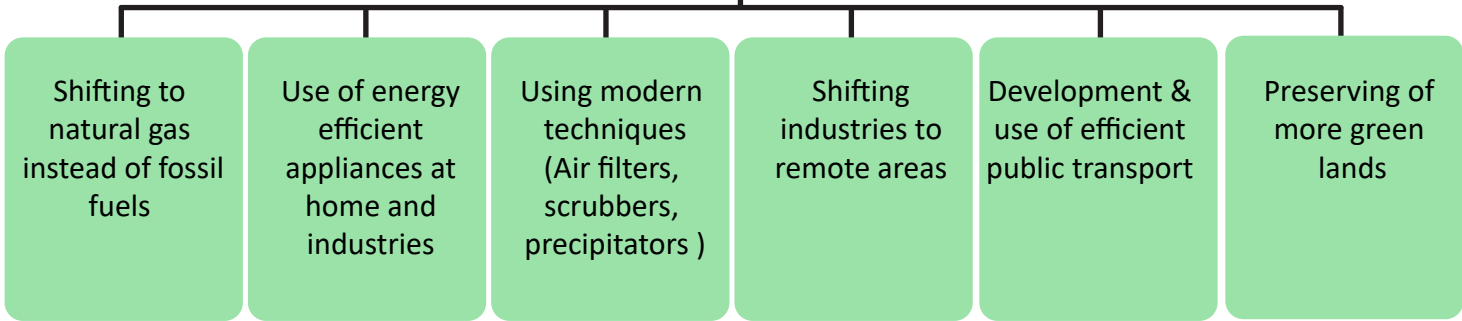 Shifting to
natural gas
instead of fossil
fuels
Use of energy
efficient
appliances at
home and
industries
Using modern
techniques
(Air filters,
scrubbers,
precipitators )
Shifting
industries to
remote areas
Development &
use of efficient
public transport
Preserving of
more green
lands